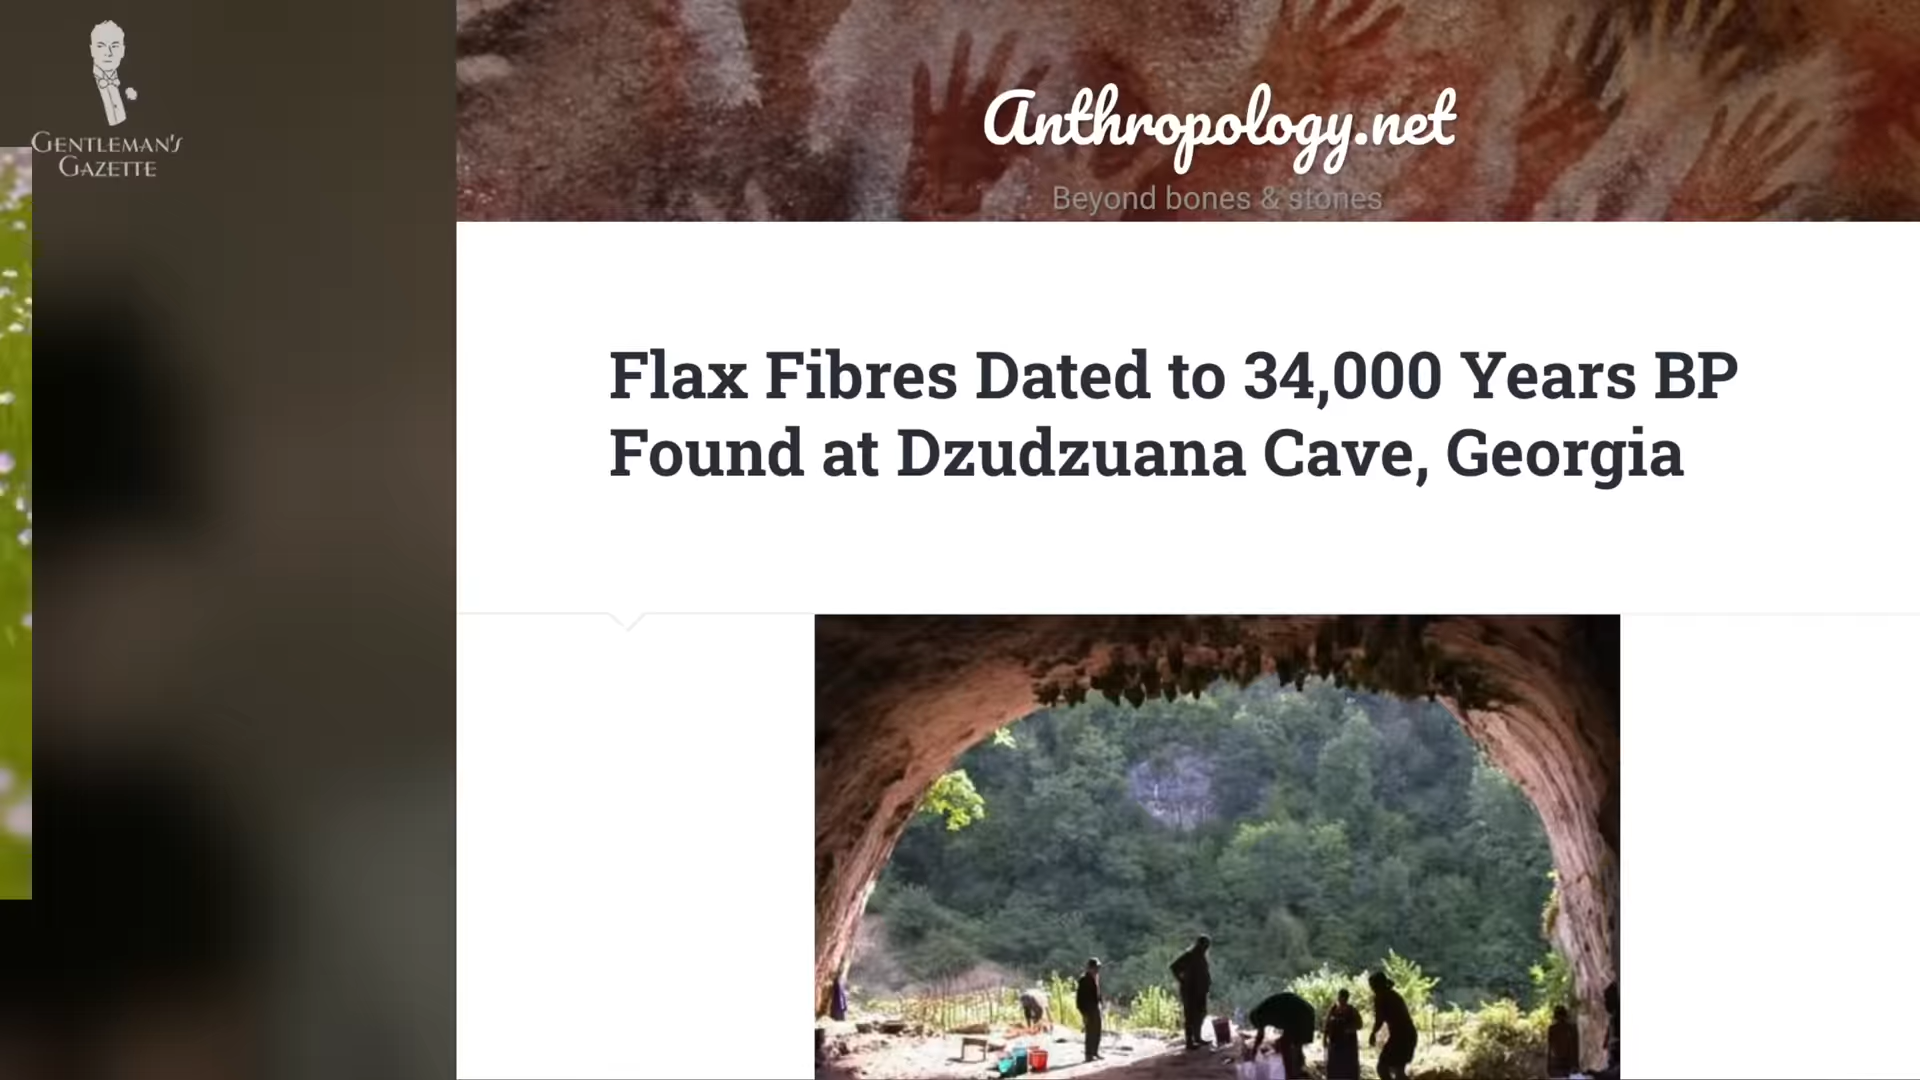 GENTLEMAN'S
GAZETTE
Anthropology.net
Beyond bones & stones
Flax Fibres Dated to 34,000 Years BP
Found at Dzudzuana Cave, Georgia